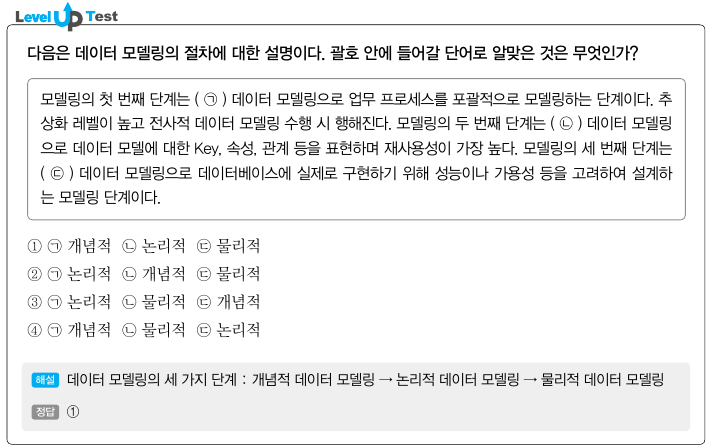 Level Up Test
다음은 데이터 모델링의 절차에 대한 설명이다. 괄호 안에 들어갈 단어로 알맞은 것은 무엇인가?
모델링의 첫 번째 단계는 ( ㉠ ) 데이터 모델링으로 업무 프로세스를 포괄적으로 모델링하는 단계이다. 추
상화 레벨이 높고 전사적 데이터 모델링 수행 시 행해진다. 모델링의 두 번째 단계는 ( ㉡ ) 데이터 모델링
으로 데이터 모델에 대한 Key, 속성, 관계 등을 표현하며 재사용성이 가장 높다. 모델링의 세 번째 단계는
( ㉢ ) 데이터 모델링으로 데이터베이스에 실제로 구현하기 위해 성능이나 가용성 등을 고려하여 설계하
는 모델링 단계이다.
① ㉠ 개념적 ㉡ 논리적 ㉢ 물리적
② ㉠ 논리적 ㉡ 개념적 ㉢ 물리적
③ ㉠ 논리적 ㉡ 물리적 ㉢ 개념적
④ ㉠ 개념적 ㉡ 물리적 ㉢ 논리적
해설 데이터 모델링의 세 가지 단계 : 개념적 데이터 모델링 → 논리적 데이터 모델링 → 물리적 데이터 모델링
정답 ①